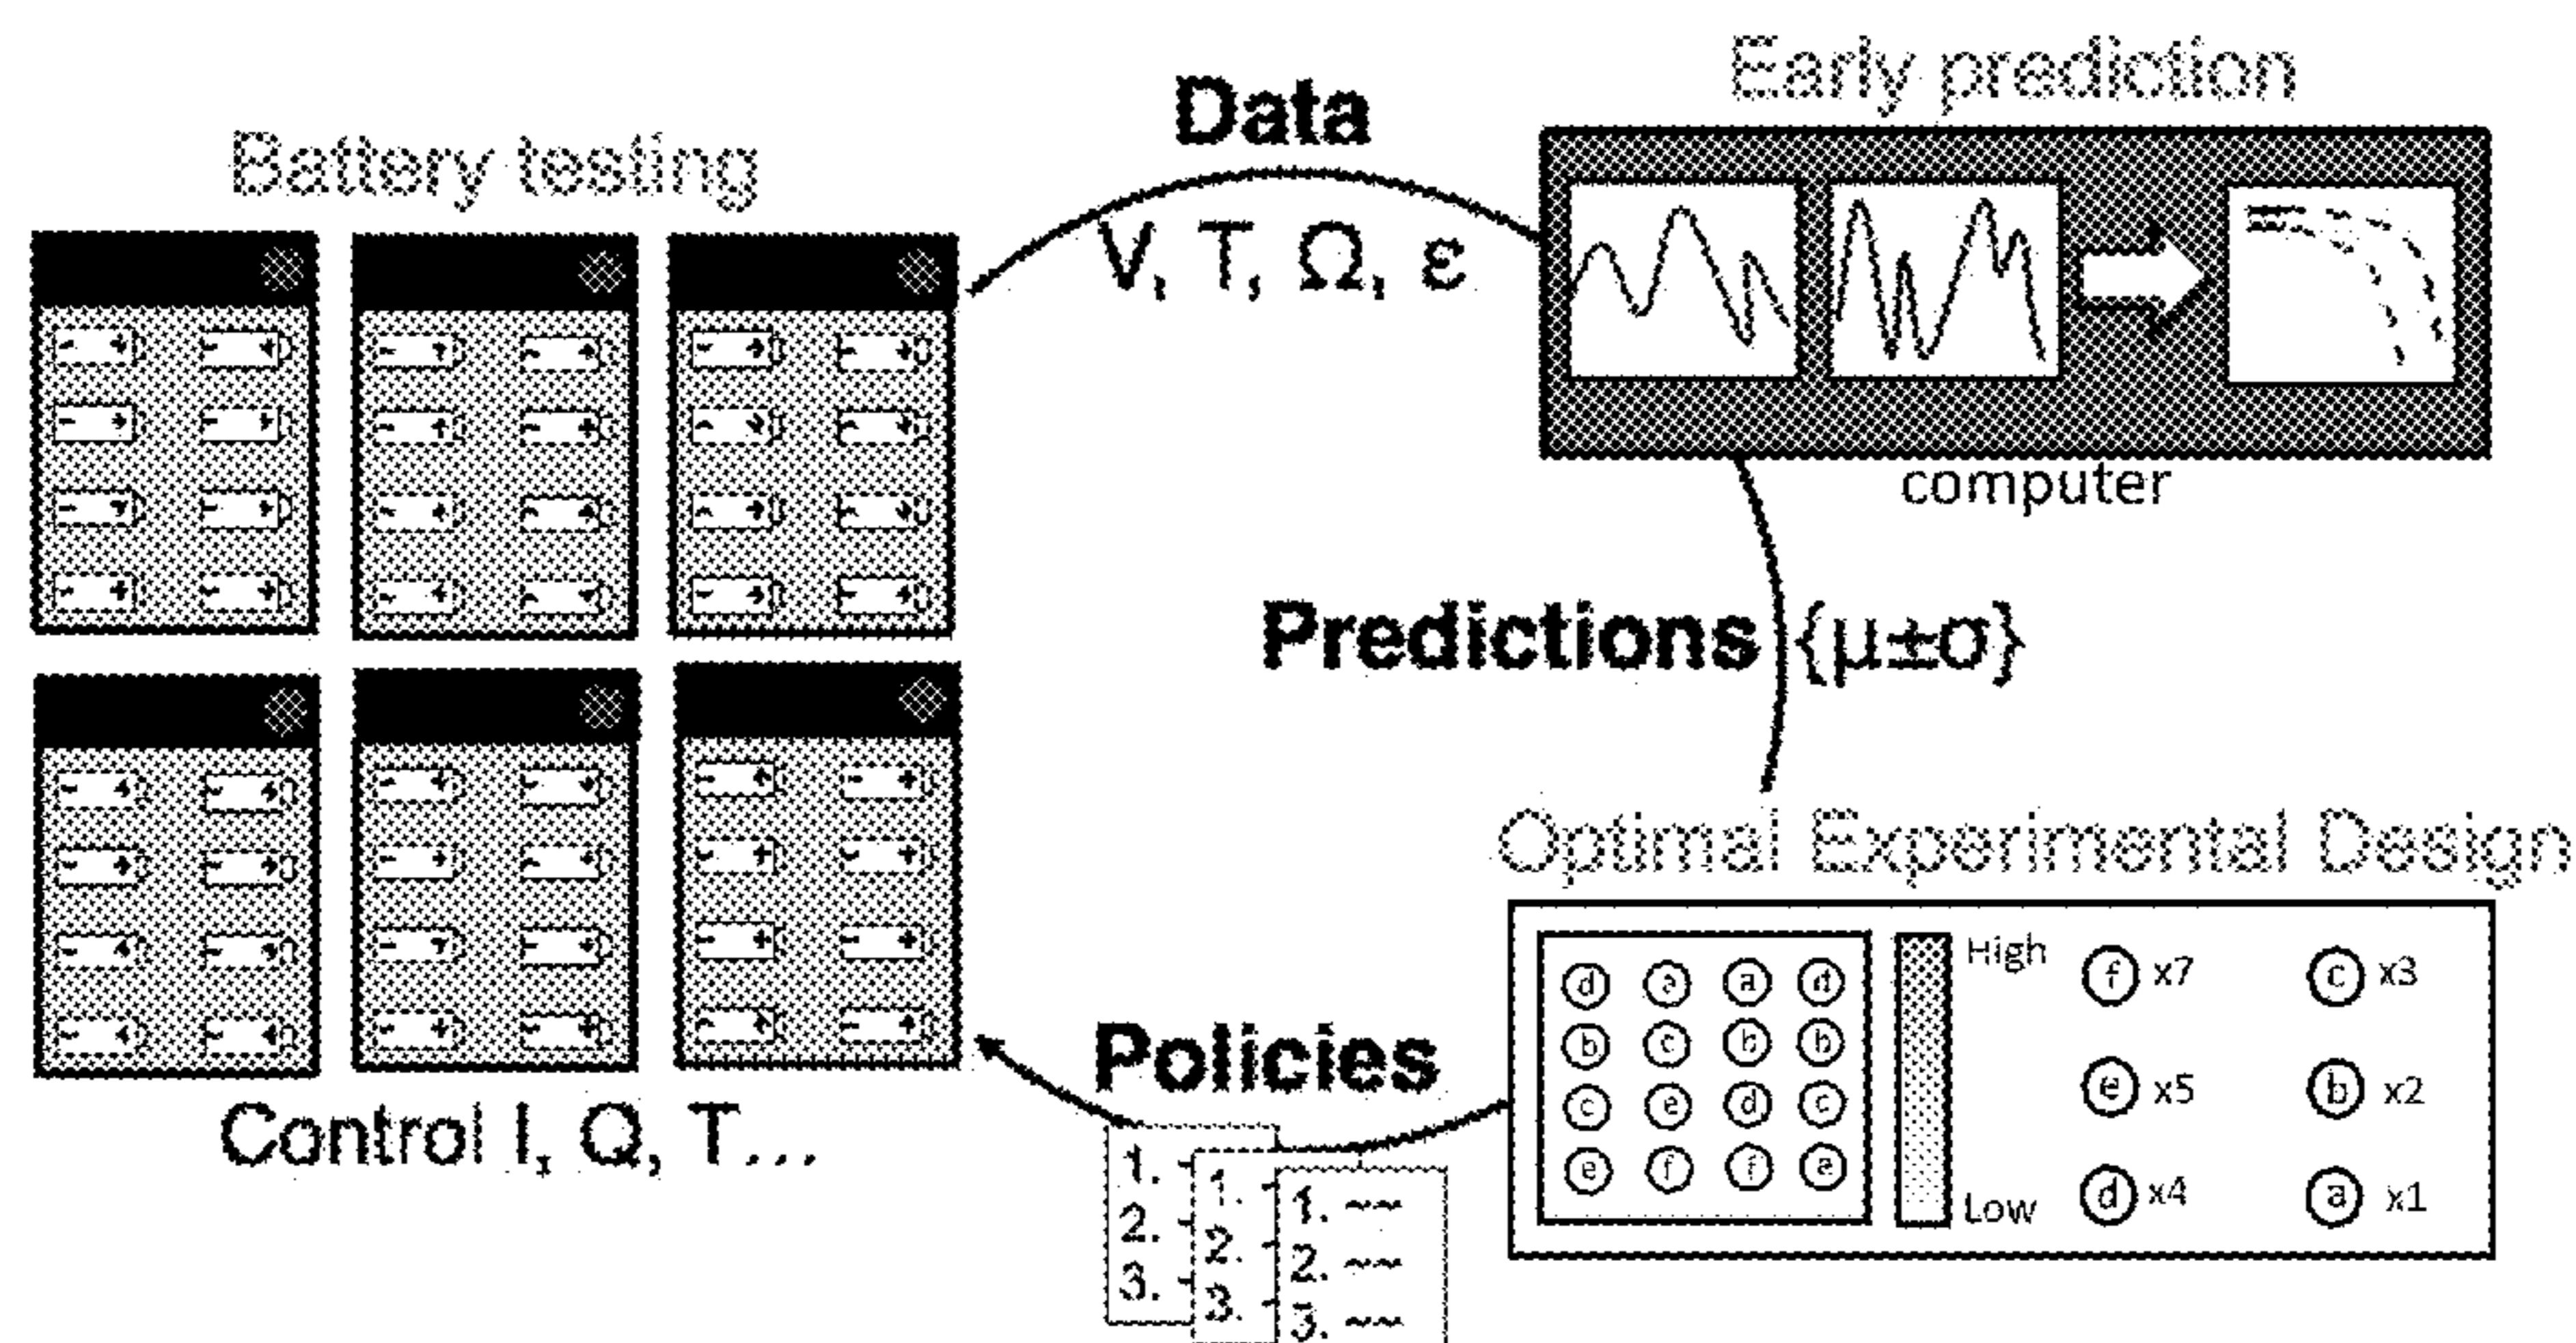 Early prediction
Data
Battery testing
V, T, Ω, ε
computer
Predictions {μ±σ}
Optimal Experimental Design
High
Low
d a a d
b c b b
c e d c
e f f a
f x7
c x3
e x5
b x2
d x4
a x1
Policies
Control I, Q, T...
1.
2.
3.
1.
2.
3.
1. ~~
2. ~~
3. ~~